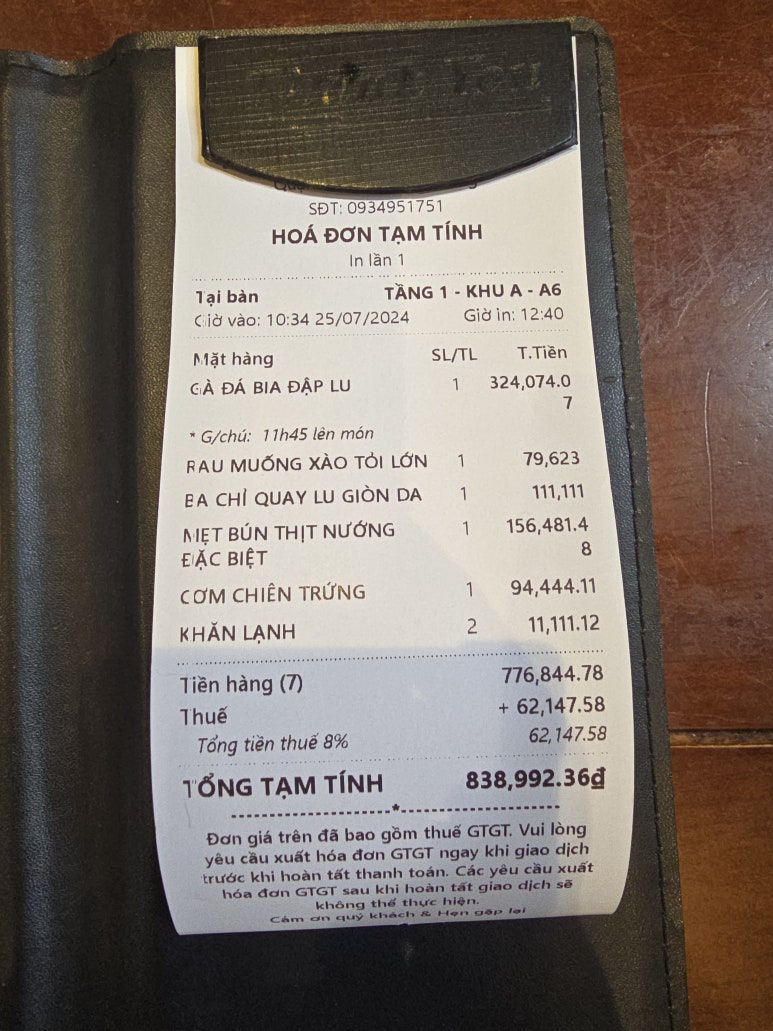 Thank You
SĐT: 0934951751
HOÁ ĐƠN TẠM TÍNH
In lần 1
Tại bàn TẦNG 1 - KHU A - A6
Giờ vào: 10:34 25/07/2024 Giờ in: 12:40
Mặt hàng SL/TL T.Tiền
GÀ ĐÁ BIA ĐẬP LU 1 324,074.0
7
* G/chú: 11h45 lên món
RAU MUỐNG XÀO TỎI LỚN 1 79,623
BA CHỈ QUAY LU GIÒN DA 1 111,111
MẸT BÚN THỊT NƯỚNG 1 156,481.4
ĐẶC BIỆT 8
CƠM CHIÊN TRỨNG 1 94,444.11
KHĂN LẠNH 2 11,111.12
Tiền hàng (7) 776,844.78
Thuế + 62,147.58
Tổng tiền thuế 8% 62,147.58
TỔNG TẠM TÍNH 838,992.36₫
Đơn giá trên đã bao gồm thuế GTGT. Vui lòng
yêu cầu xuất hóa đơn GTGT ngay khi giao dịch
trước khi hoàn tất thanh toán. Các yêu cầu xuất
hóa đơn GTGT sau khi hoàn tất giao dịch sẽ
không thể thực hiện.
Cảm ơn quý khách & Hẹn gặp lại